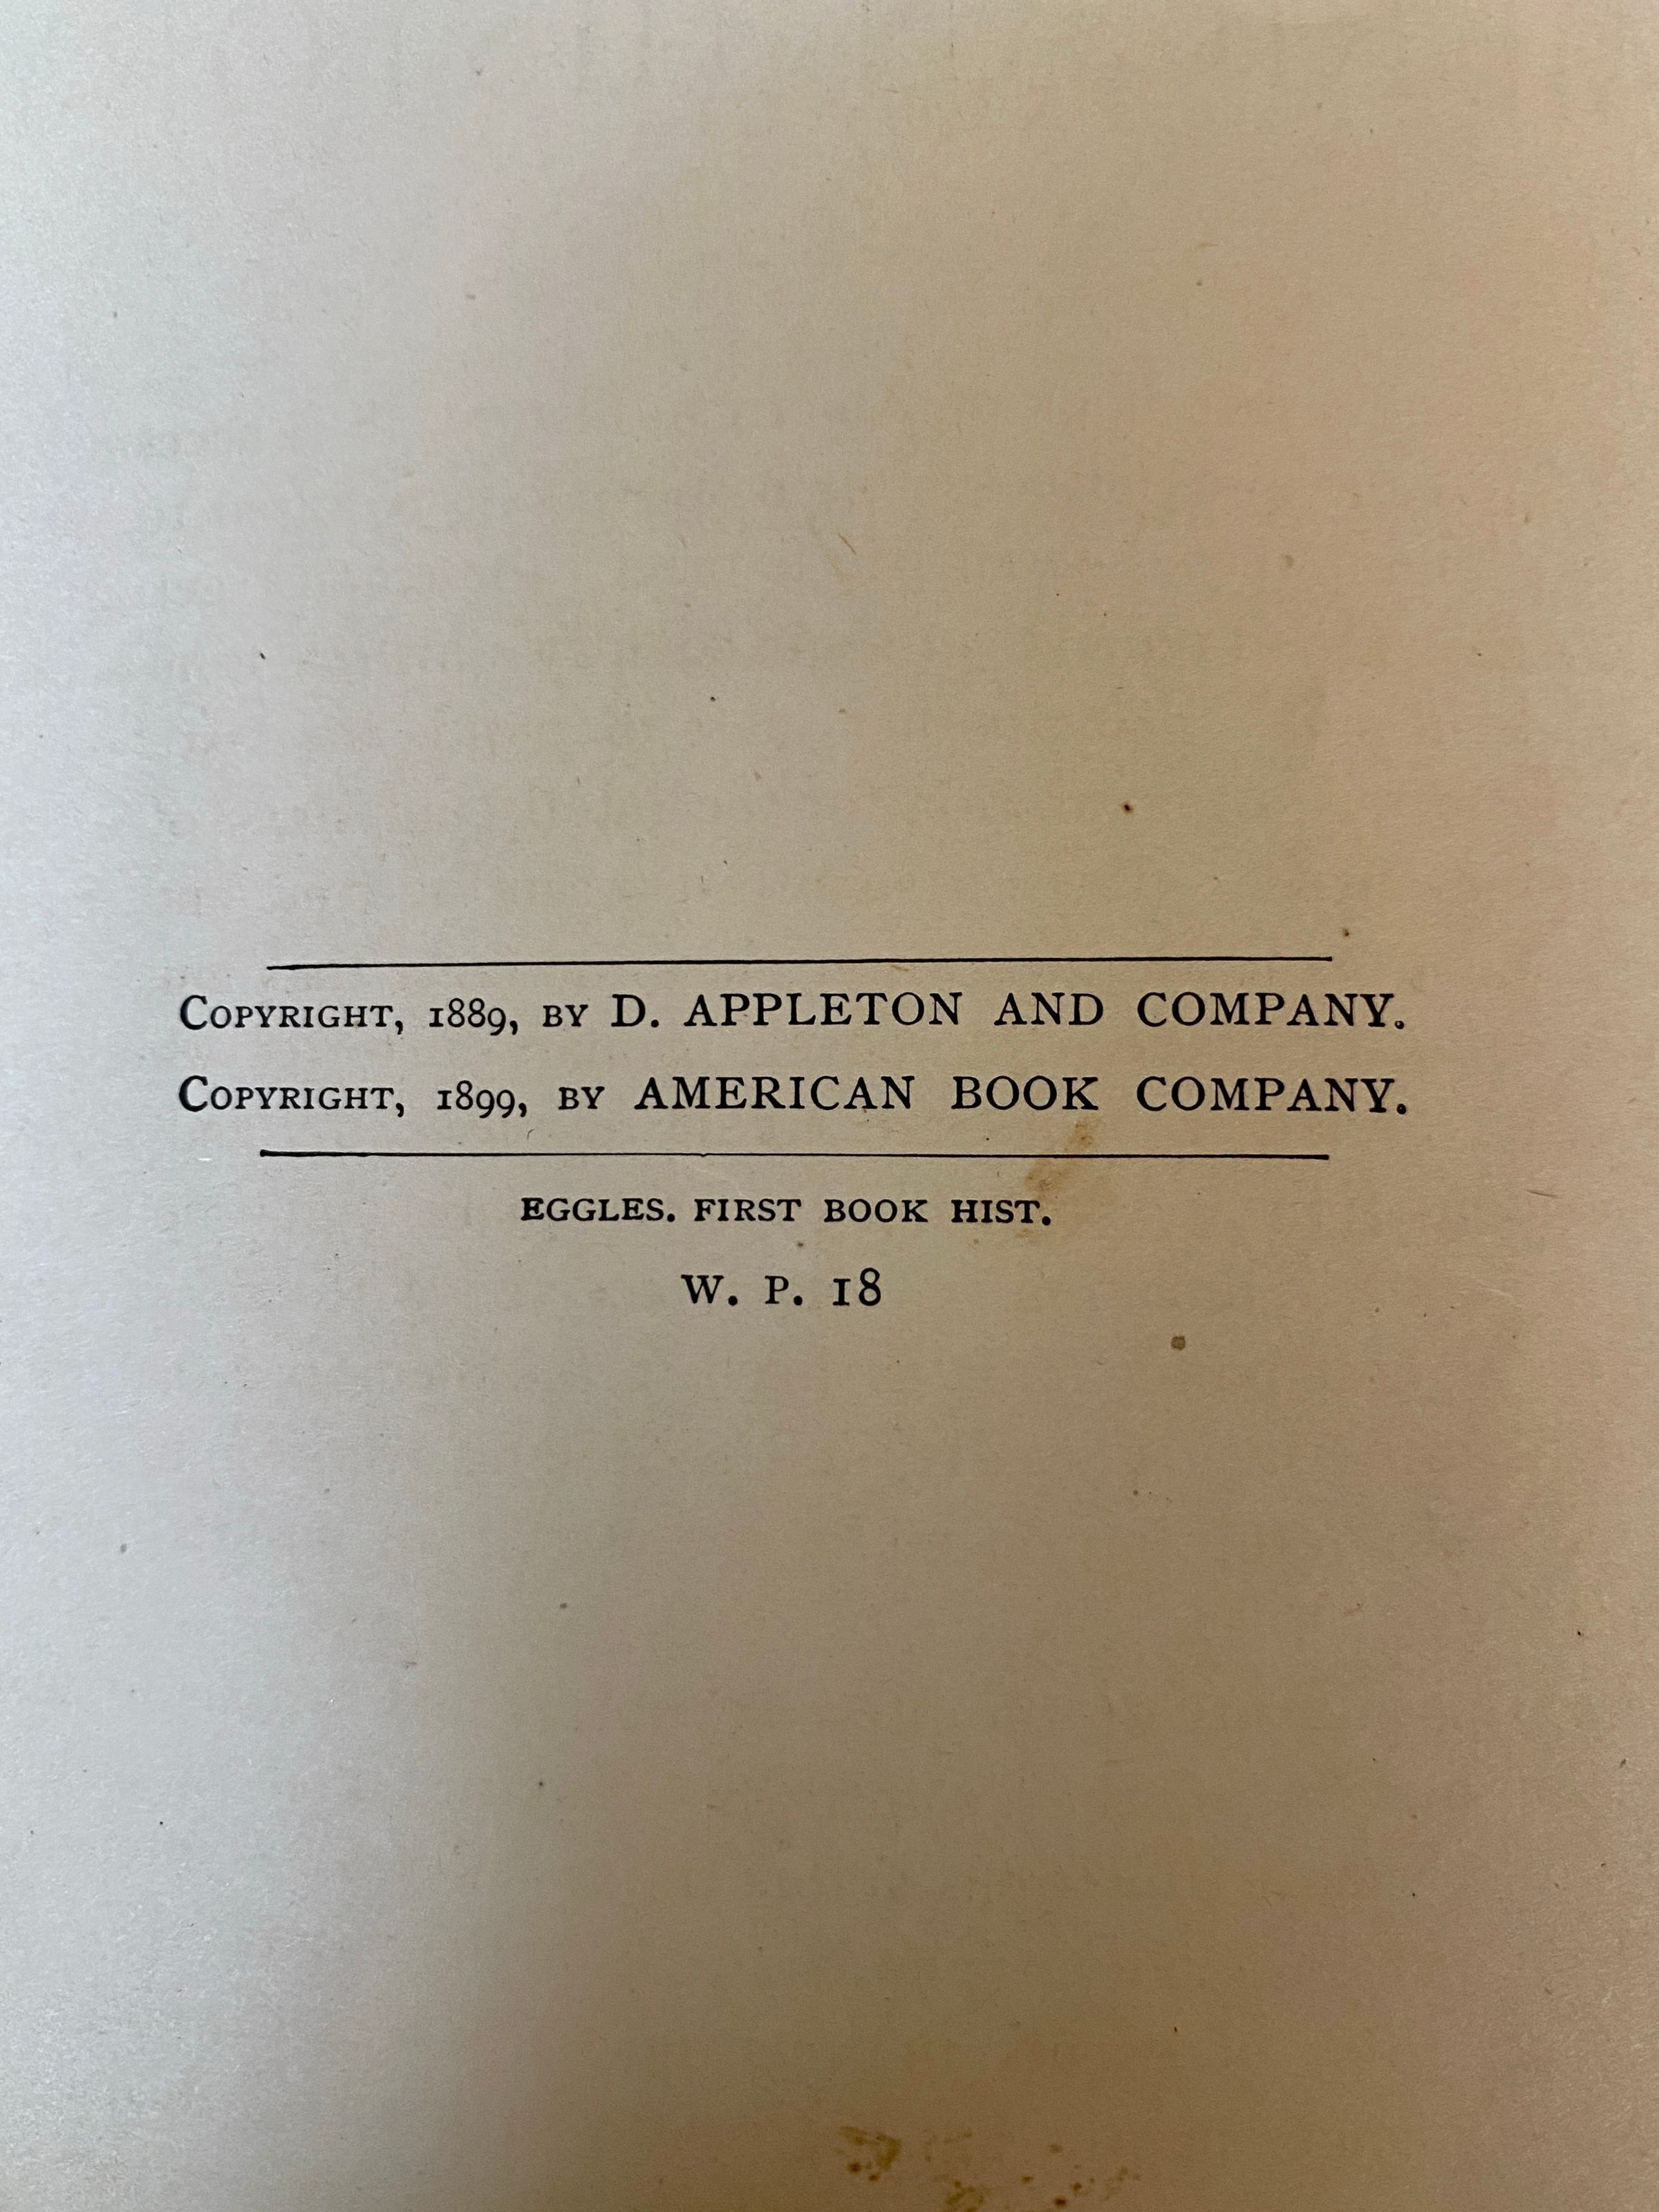 COPYRIGHT, 1889, BY D. APPLETON AND COMPANY.
COPYRIGHT, 1899, BY AMERICAN BOOK COMPANY.
EGGLES. FIRST BOOK HIST.
W. P. 18